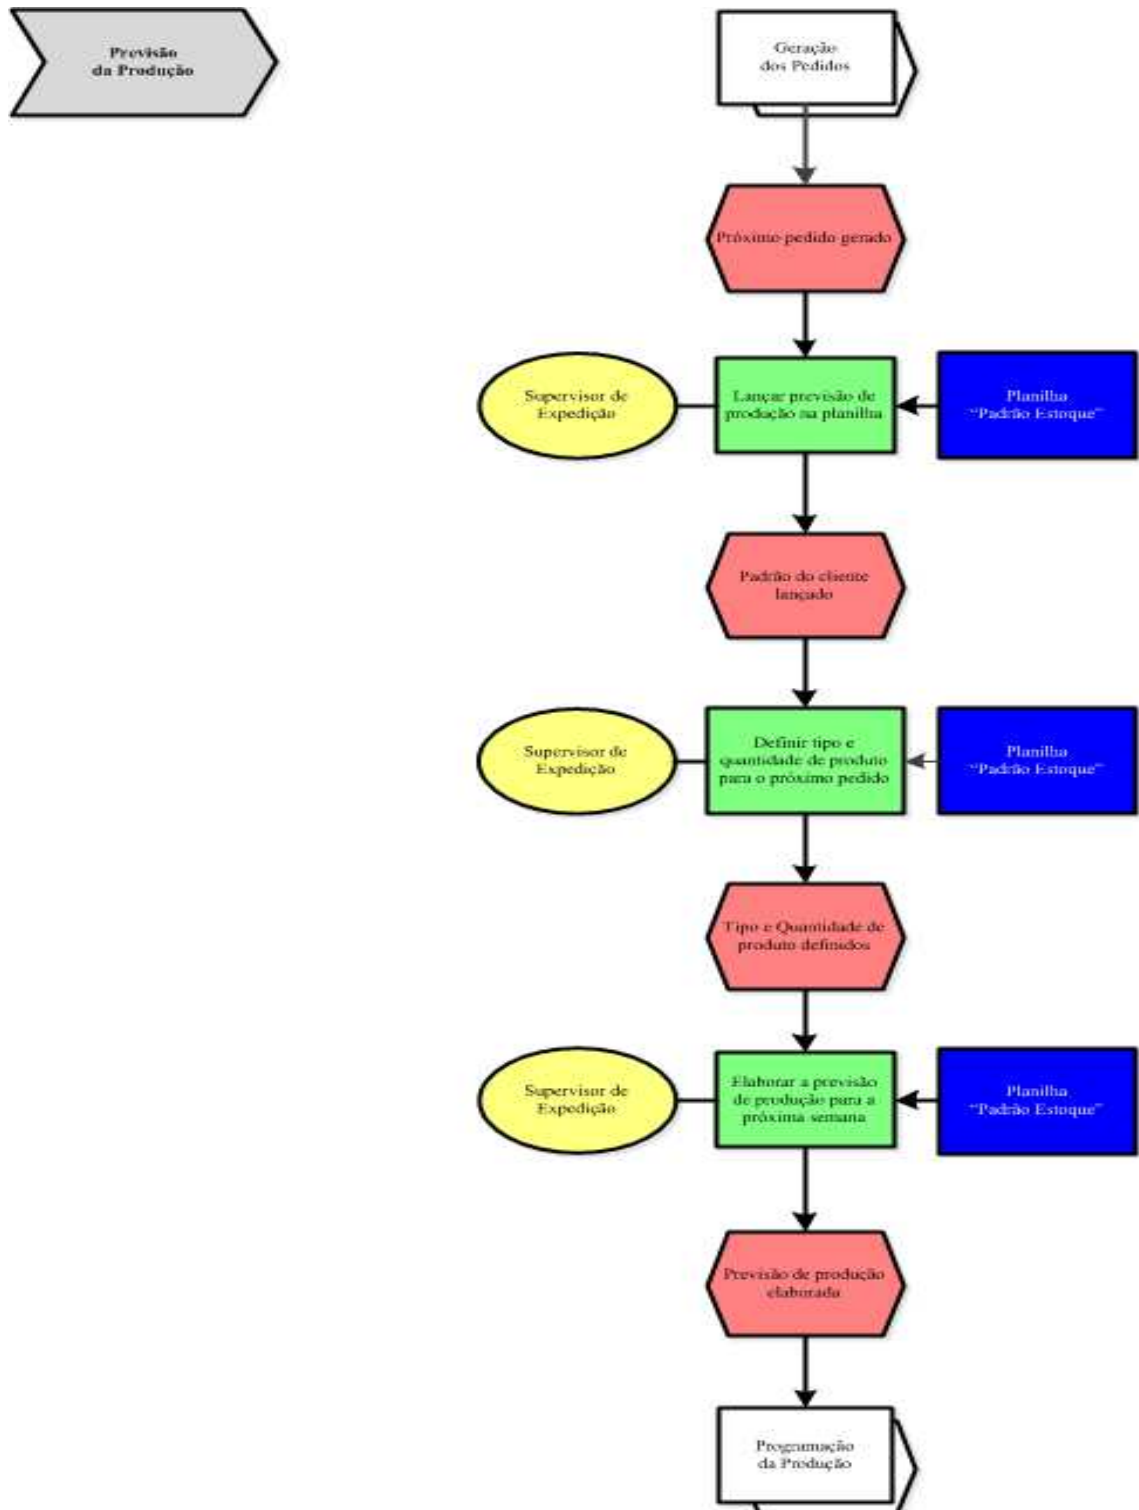 Previsão
da Produção
Geração
dos Pedidos
Próximo pedido gerado
Supervisor de
Expedição
Lançar previsão de
produção na planilha
Planilha
“Padrão Estoque”
Padrão do cliente
lançado
Supervisor de
Expedição
Definir tipo e
quantidade de produto
para o próximo pedido
Planilha
“Padrão Estoque”
Tipo e Quantidade de
produto definidos
Supervisor de
Expedição
Elaborar a previsão
de produção para a
próxima semana
Planilha
“Padrão Estoque”
Previsão de produção
elaborada
Programação
da Produção